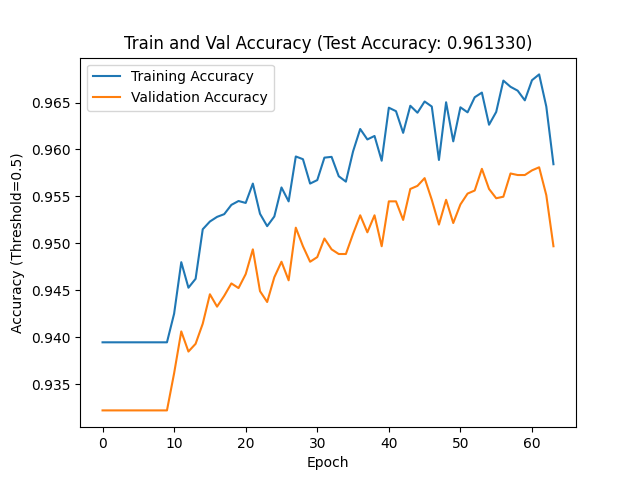 Train and Val Accuracy (Test Accuracy: 0.961330)
Training Accuracy
Validation Accuracy
Accuracy (Threshold=0.5)
0.965
0.960
0.955
0.950
0.945
0.940
0.935
0 10 20 30 40 50 60
Epoch